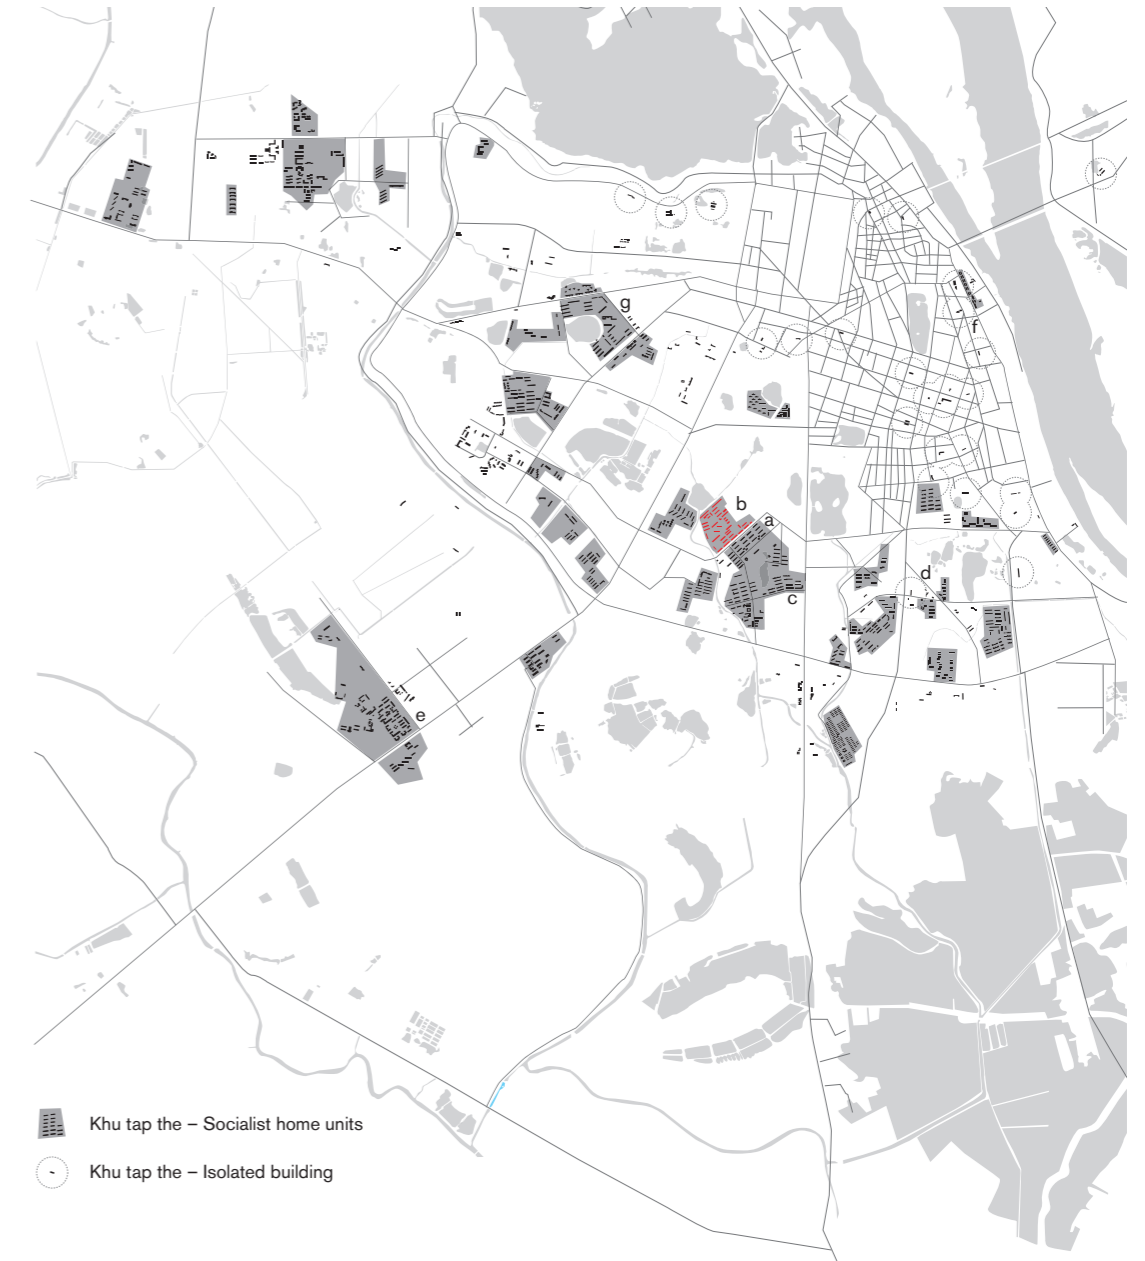 g
f
b
a
d
c
e
Khu tap the – Socialist home units
Khu tap the – Isolated building